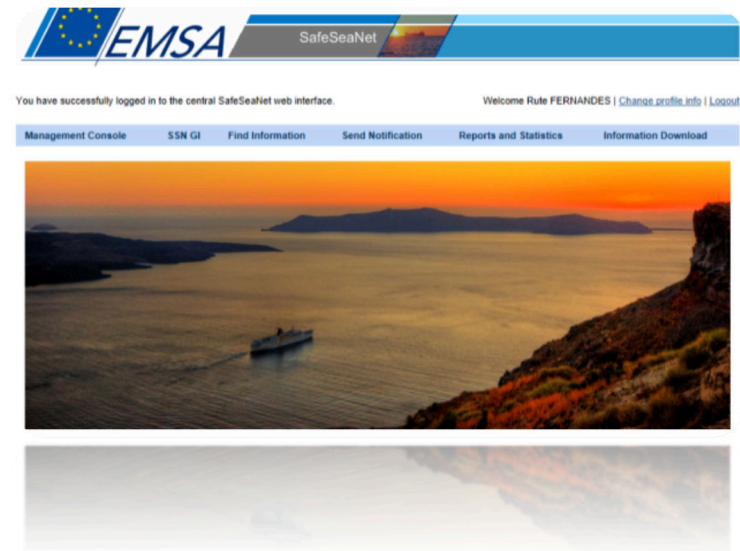 EMSA
SafeSeaNet
You have successfully logged in to the central SafeSeaNet web interface.
Welcome Rute FERNANDES | Change profile info | Logout
Management Console SSN GI Find Information Send Notification Reports and Statistics Information Download